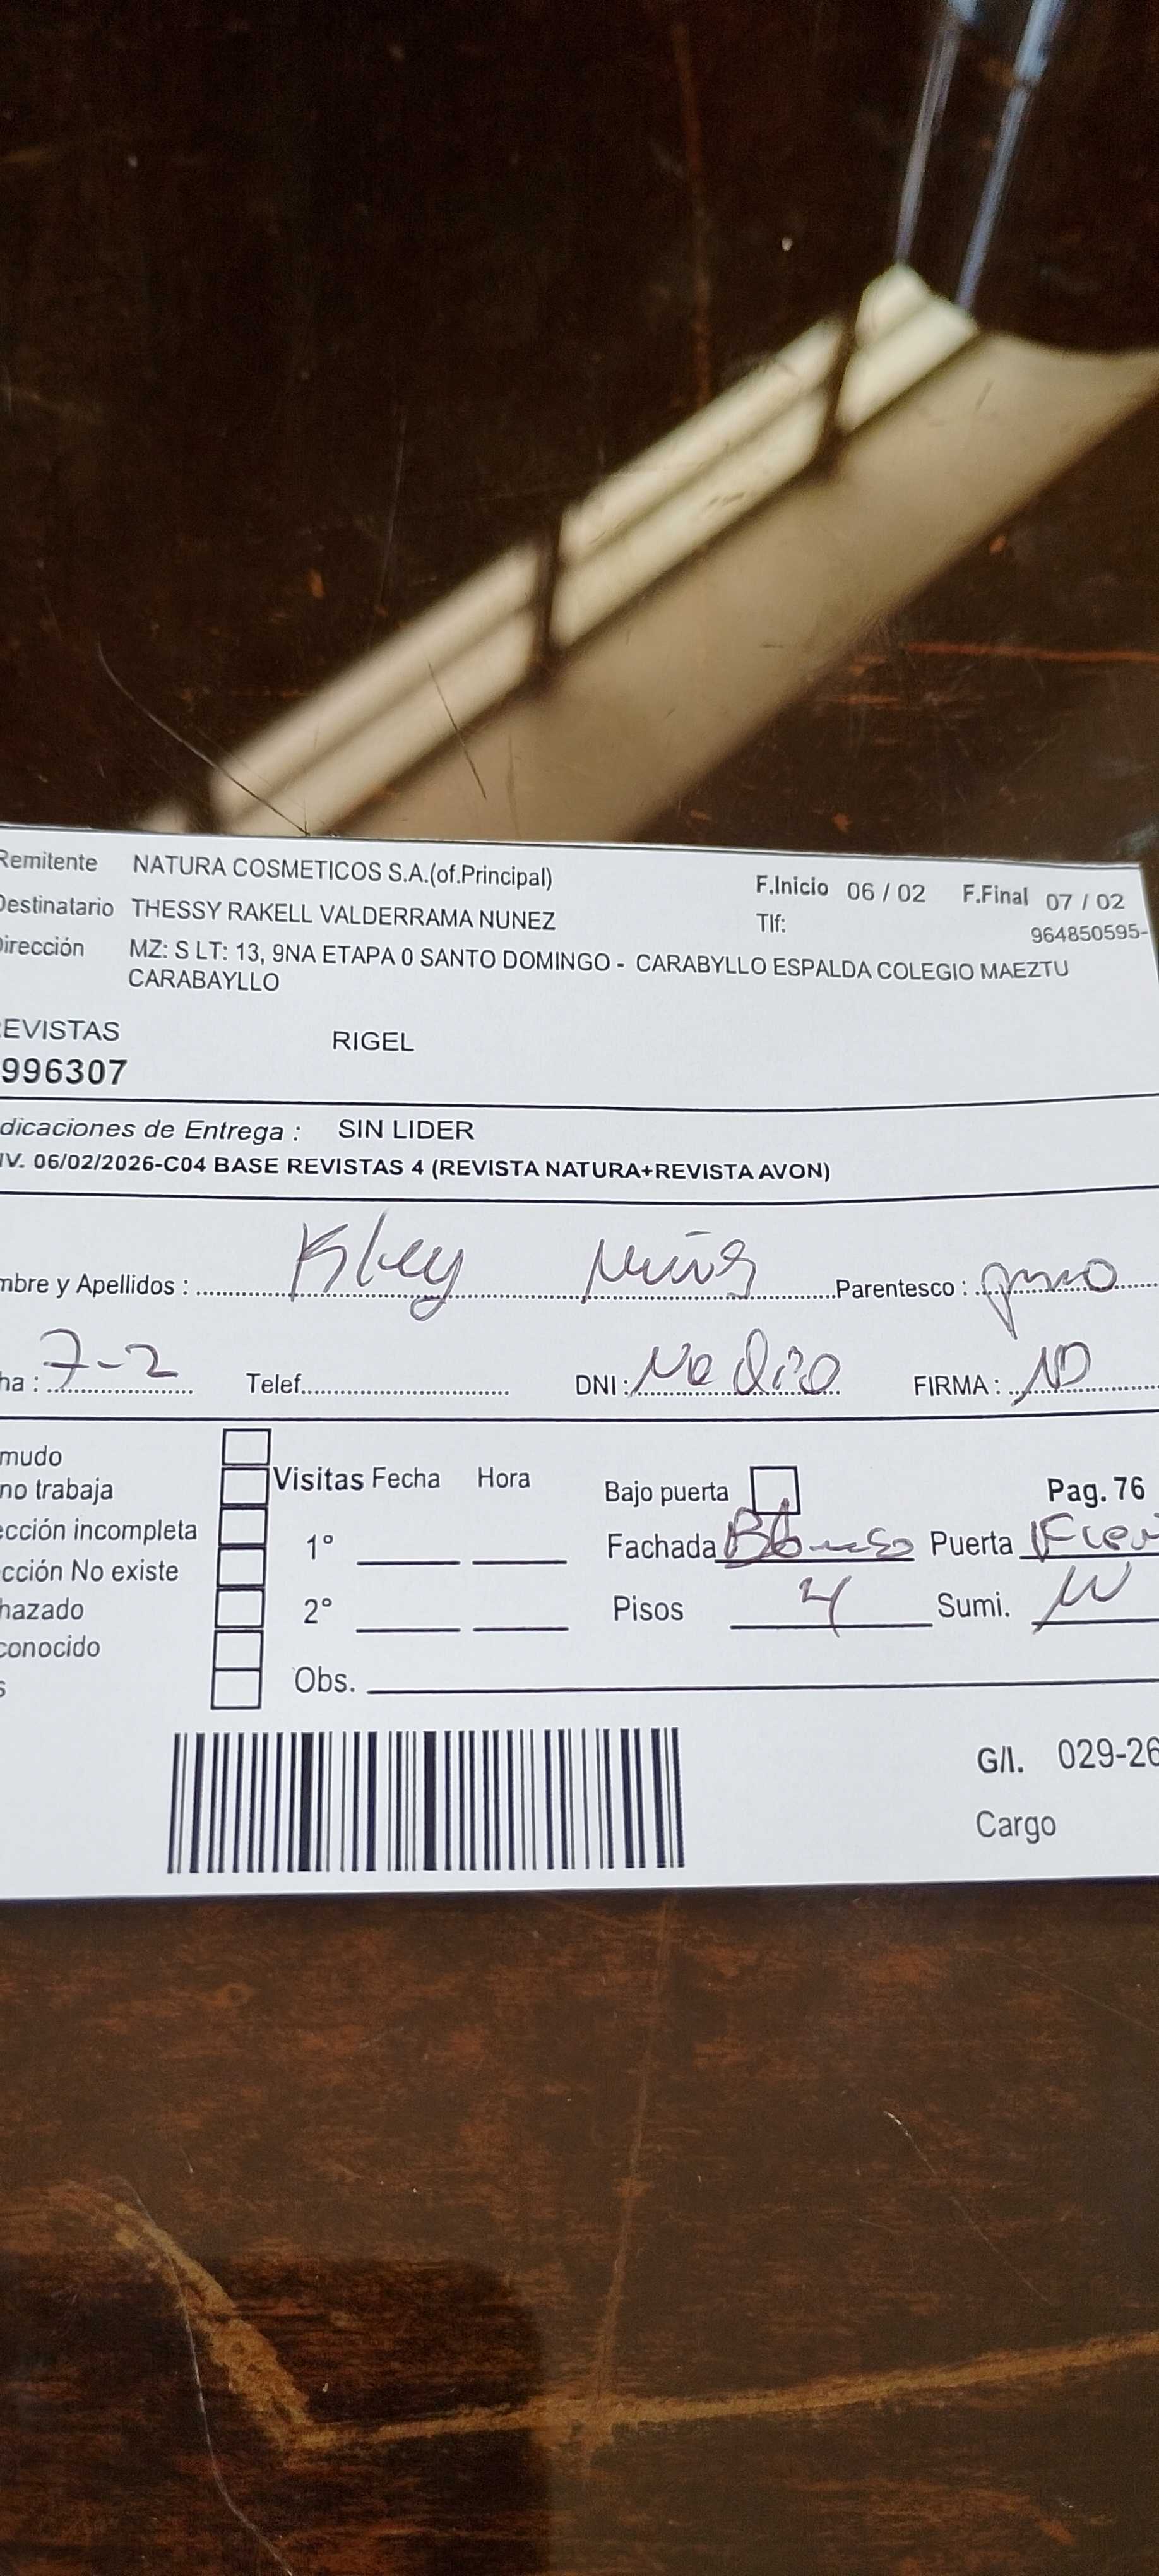 Remitente NATURA COSMETICOS S.A.(of.Principal) F.Inicio 06 / 02 F.Final 07 / 02
Destinatario THESSY RAKELL VALDERRAMA NUNEZ Tlf: 964850595-
Dirección MZ: S LT: 13, 9NA ETAPA 0 SANTO DOMINGO - CARABYLLO ESPALDA COLEGIO MAEZTU
CARABAYLLO
EVISTAS RIGEL
996307
dicaciones de Entrega : SIN LIDER
IV. 06/02/2026-C04 BASE REVISTAS 4 (REVISTA NATURA+REVISTA AVON)
mbre y Apellidos : Parentesco :
ha : 7-2 Telef. DNI : No dio FIRMA : ND
mudo
no trabaja Visitas Fecha Hora Bajo puerta Pag. 76
ección incompleta 1° Fachada Puerta
cción No existe
hazado 2° Pisos 4 Sumi.
conocido
s Obs.
G/I. 029-26
Cargo